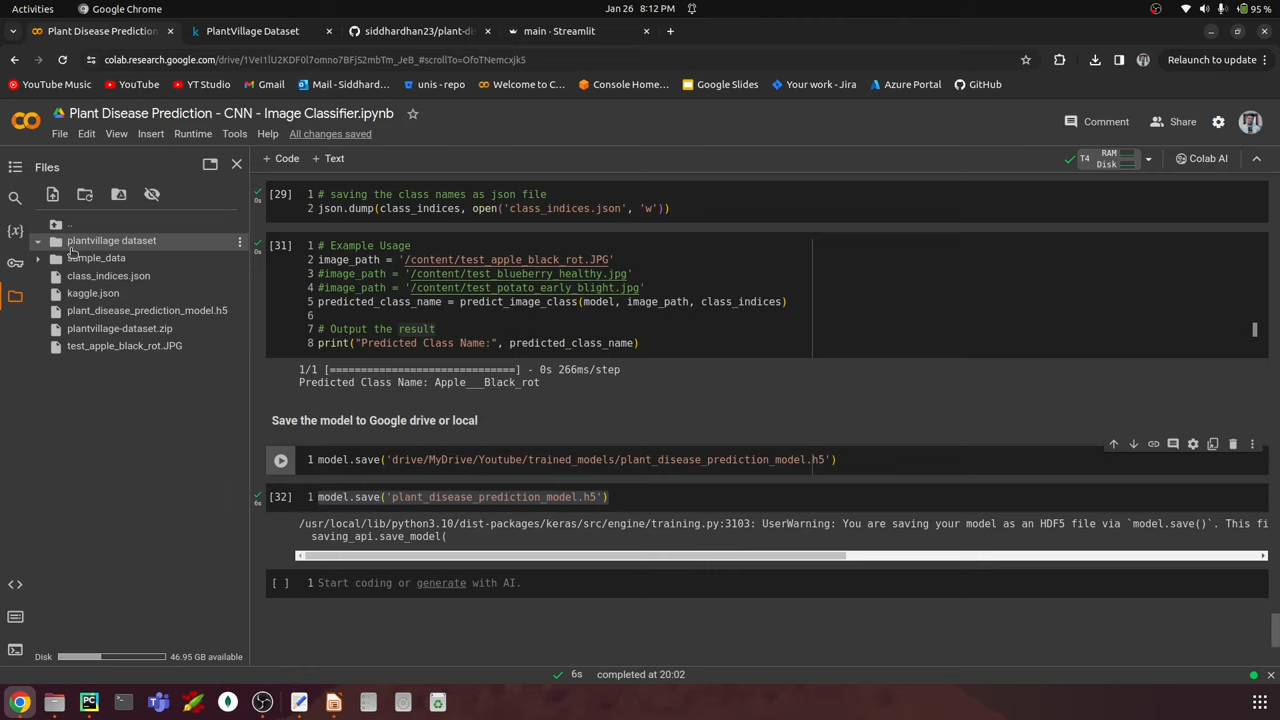 Activities
Google Chrome
Jan 26 8:12 PM
95 %
Plant Disease Prediction
PlantVillage Dataset
siddhardhan23/plant-di
main · Streamlit
colab.research.google.com/drive/1VeI1lU2KDF0l7omno7BFjS2mbTm_JeB_#scrollTo=OfoTNemcxjk5
Relaunch to update
YouTube Music
YouTube
YT Studio
Gmail
Mail - Siddhard...
unis - repo
Welcome to C...
Console Home...
Google Slides
Your work - Jira
Azure Portal
GitHub
Plant Disease Prediction - CNN - Image Classifier.ipynb
File Edit View Insert Runtime Tools Help All changes saved
Comment
Share
Files
+ Code + Text
T4 RAM
Disk
Colab AI
..
plantvillage dataset
sample_data
class_indices.json
kaggle.json
plant_disease_prediction_model.h5
plantvillage-dataset.zip
test_apple_black_rot.JPG
Disk 46.95 GB available
[29] 1 # saving the class names as json file
0s 2 json.dump(class_indices, open('class_indices.json', 'w'))
[31] 1 # Example Usage
0s 2 image_path = '/content/test_apple_black_rot.JPG'
3 #image_path = '/content/test_blueberry_healthy.jpg'
4 #image_path = '/content/test_potato_early_blight.jpg'
5 predicted_class_name = predict_image_class(model, image_path, class_indices)
6
7 # Output the result
8 print("Predicted Class Name:", predicted_class_name)
1/1 [==============================] - 0s 266ms/step
Predicted Class Name: Apple___Black_rot
Save the model to Google drive or local
model.save('drive/MyDrive/Youtube/trained_models/plant_disease_prediction_model.h5')
[32] 1 model.save('plant_disease_prediction_model.h5')
6s
/usr/local/lib/python3.10/dist-packages/keras/src/engine/training.py:3103: UserWarning: You are saving your model as an HDF5 file via `model.save()`. This fi
saving_api.save_model(
[ ] 1 Start coding or generate with AI.
6s completed at 20:02